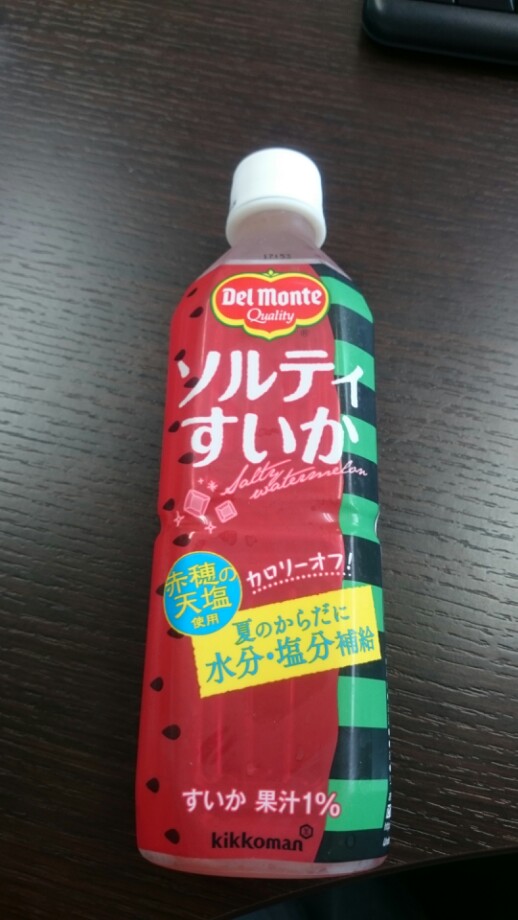 Del Monte
Quality
ソルティ
すいか
Salty
watermelon
赤穂の
天塩
使用
カロリーオフ!
夏のからだに
水分・塩分補給
すいか 果汁1%
kikkoman